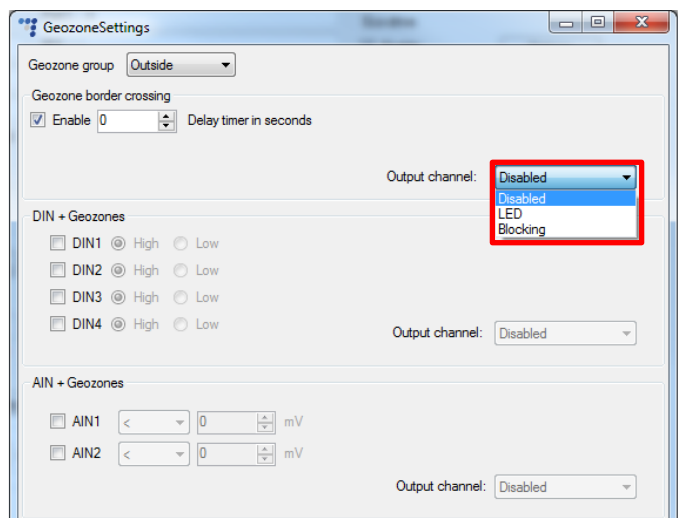 GeozoneSettings
Geozone group Outside
Geozone border crossing
Enable 0 Delay timer in seconds
Output channel: Disabled
Disabled
LED
Blocking
DIN + Geozones
DIN1 High Low
DIN2 High Low
DIN3 High Low
DIN4 High Low
Output channel: Disabled
AIN + Geozones
AIN1 < 0 mV
AIN2 < 0 mV
Output channel: Disabled